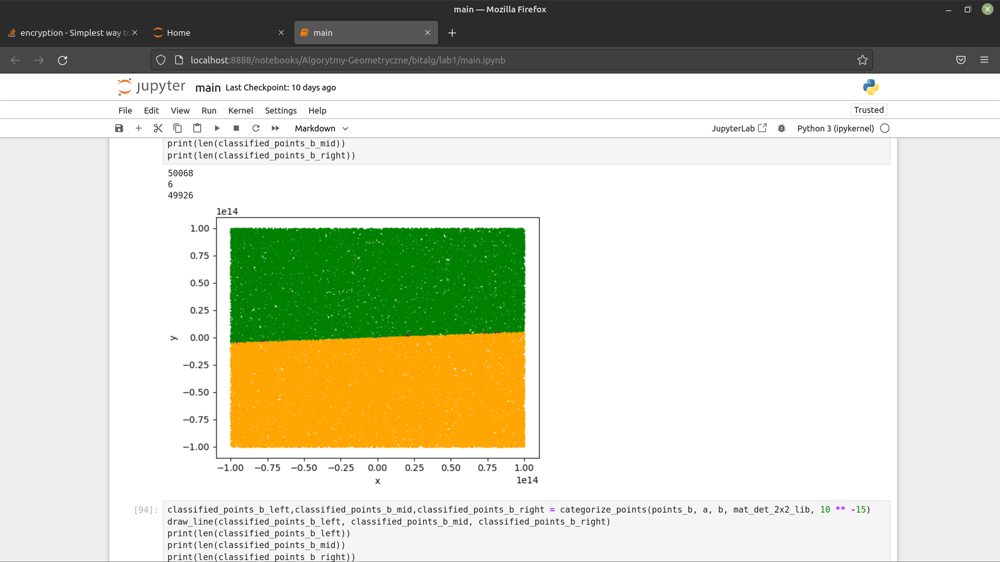 main — Mozilla Firefox
encryption - Simplest way to
Home
main
localhost:8888/notebooks/Algorytmy-Geometryczne/bitalg/lab1/main.ipynb
jupyter main Last Checkpoint: 10 days ago
File Edit View Run Kernel Settings Help Trusted
Markdown JupyterLab Python 3 (ipykernel)
print(len(classified_points_b_mid))
print(len(classified_points_b_right))
50068
6
49926
1e14
1.00
0.75
0.50
0.25
0.00
−0.25
−0.50
−0.75
−1.00
y
−1.00 −0.75 −0.50 −0.25 0.00 0.25 0.50 0.75 1.00
x
1e14
[94]: classified_points_b_left,classified_points_b_mid,classified_points_b_right = categorize_points(points_b, a, b, mat_det_2x2_lib, 10 ** -15)
draw_line(classified_points_b_left, classified_points_b_mid, classified_points_b_right)
print(len(classified_points_b_left))
print(len(classified_points_b_mid))
print(len(classified_points_b_right))